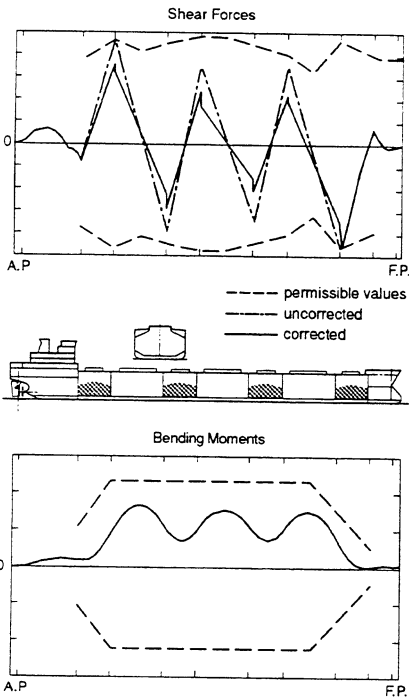 Shear Forces
0
A.P
F.P.
permissible values
uncorrected
corrected
Bending Moments
0
A.P
F.P.